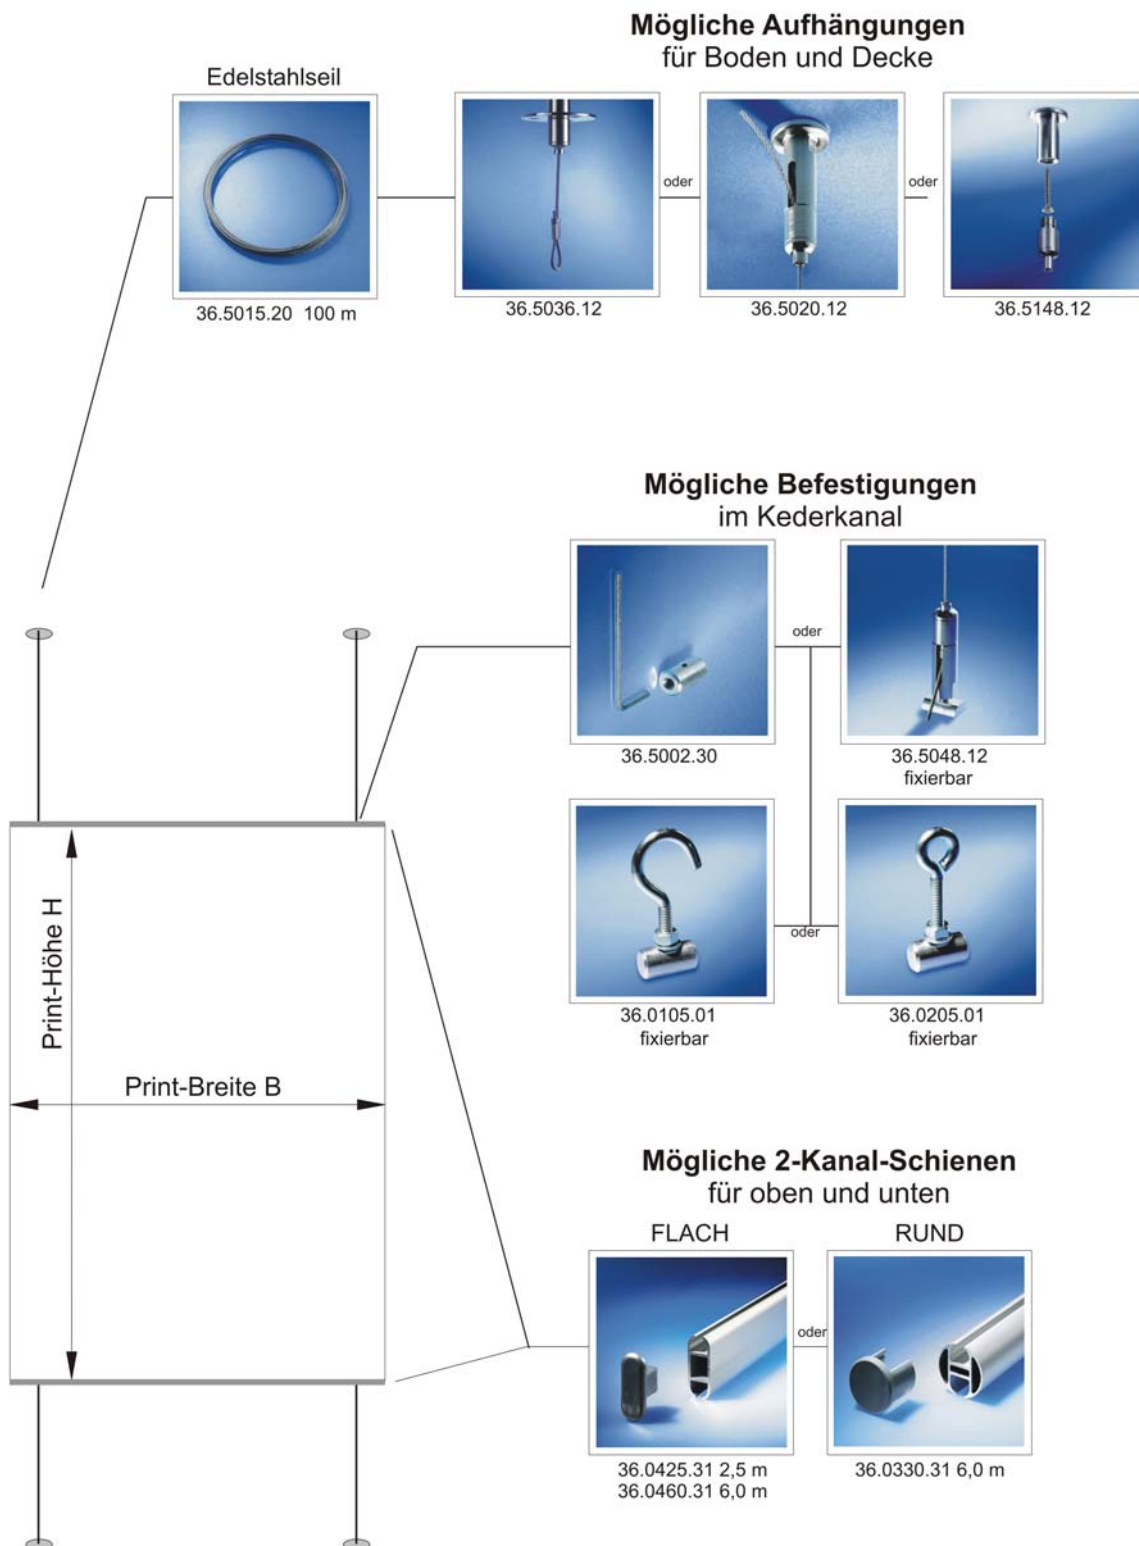 Mögliche Aufhängungen
für Boden und Decke
Edelstahlseil
oder
oder
36.5015.20 100 m
36.5036.12
36.5020.12
36.5148.12
Mögliche Befestigungen
im Kederkanal
oder
36.5002.30
36.5048.12
fixierbar
oder
36.0105.01
fixierbar
36.0205.01
fixierbar
Print-Höhe H
Print-Breite B
Mögliche 2-Kanal-Schienen
für oben und unten
FLACH
RUND
oder
36.0425.31 2,5 m
36.0460.31 6,0 m
36.0330.31 6,0 m